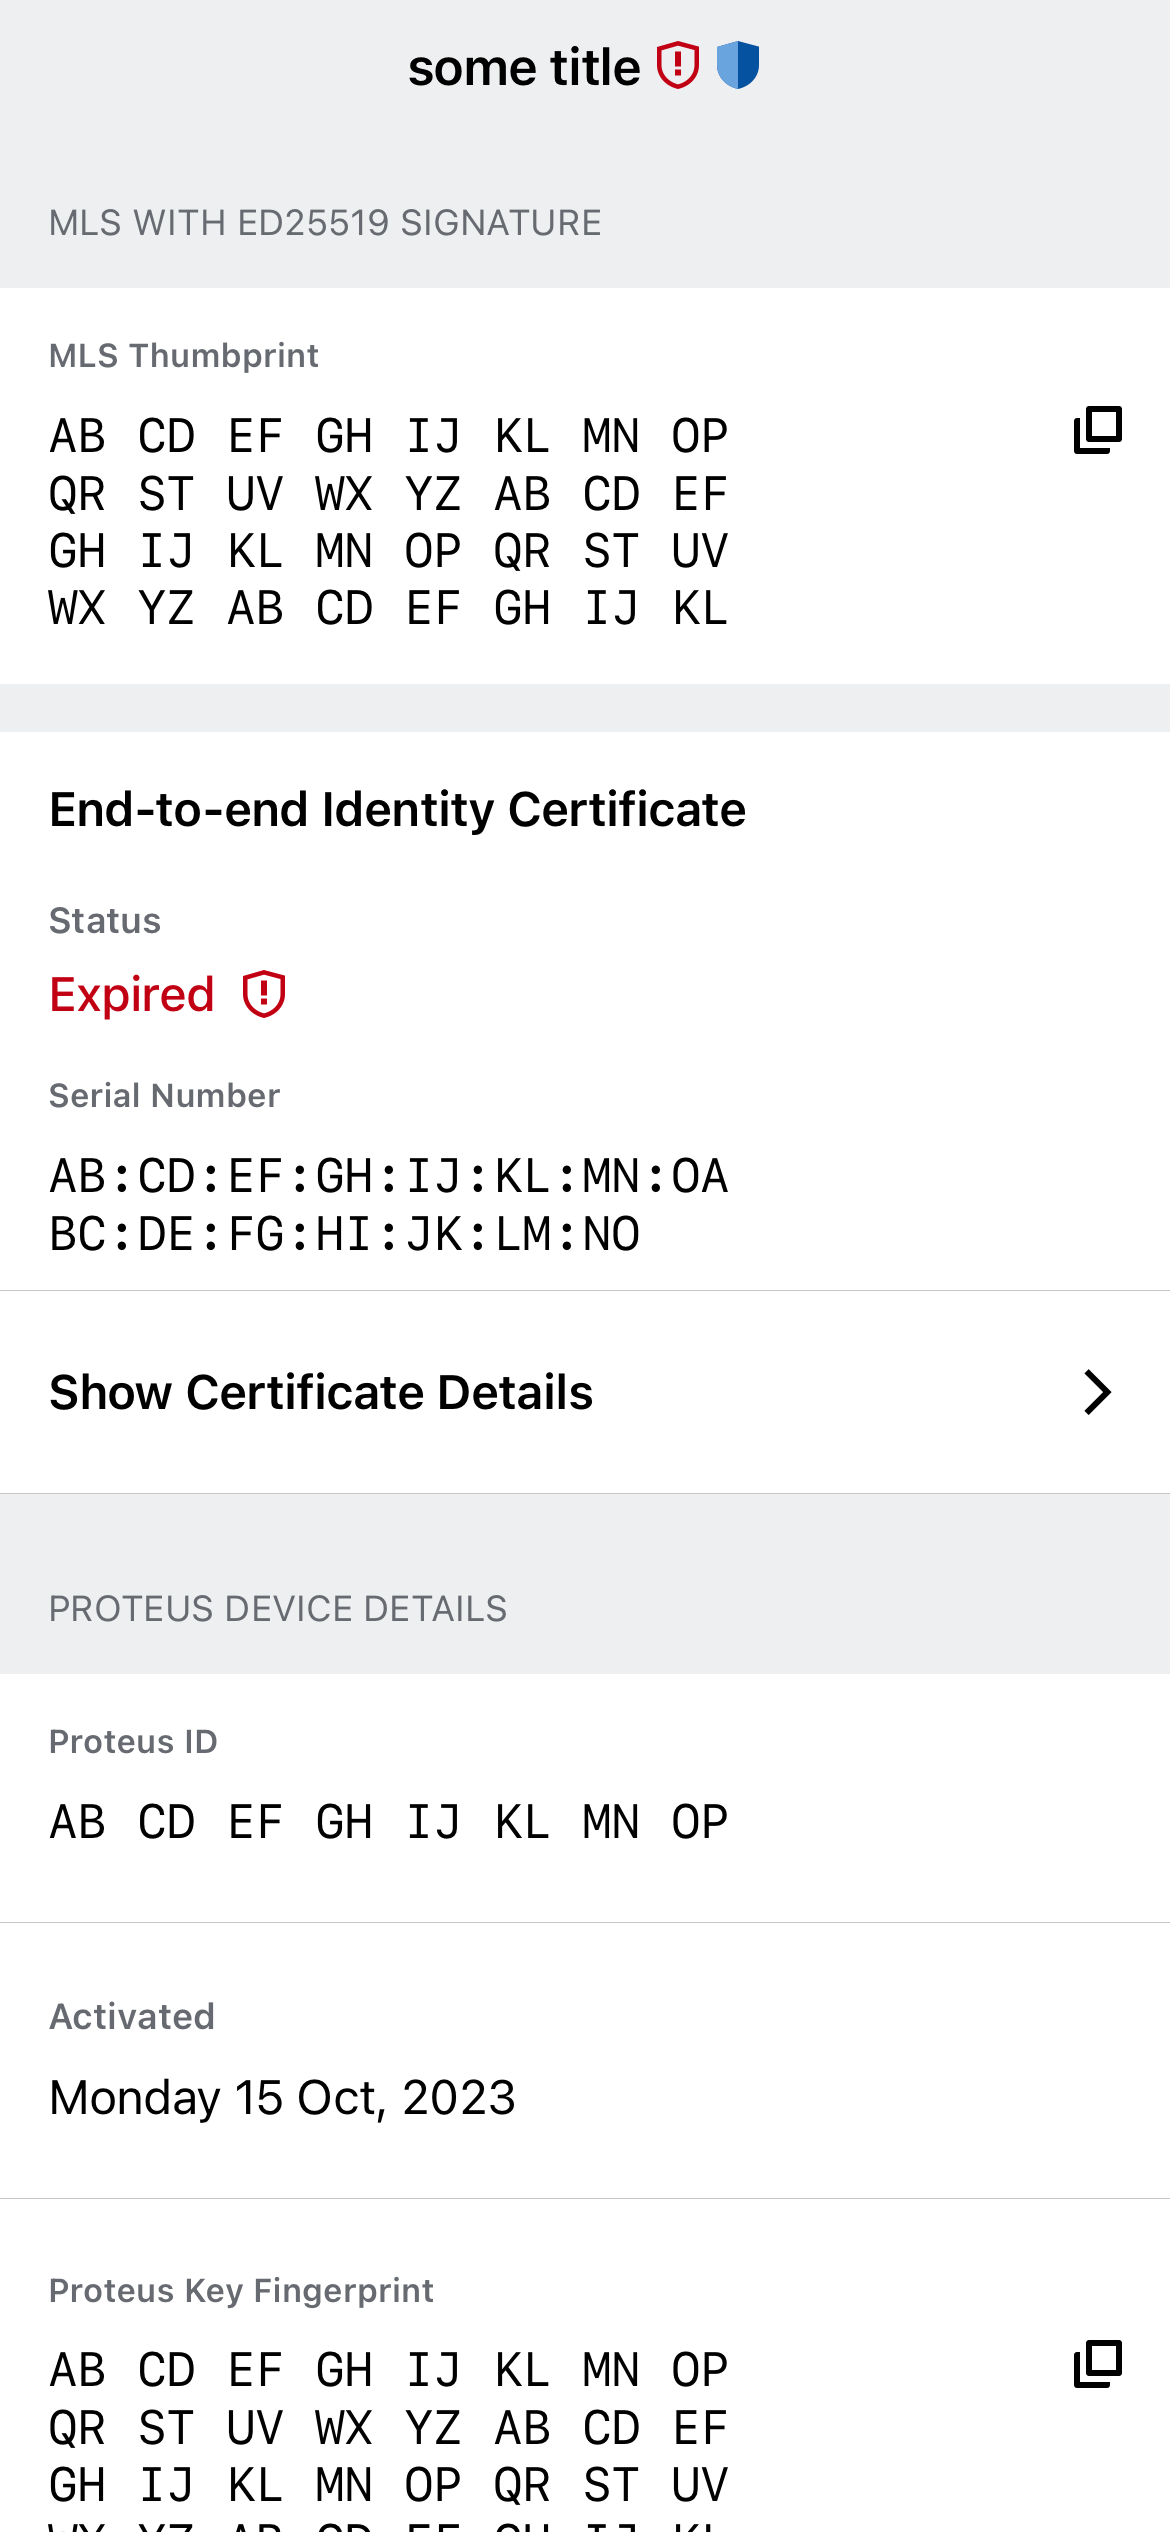 some title
MLS WITH ED25519 SIGNATURE
MLS Thumbprint
AB CD EF GH IJ KL MN OP
QR ST UV WX YZ AB CD EF
GH IJ KL MN OP QR ST UV
WX YZ AB CD EF GH IJ KL
End-to-end Identity Certificate
Status
Expired
Serial Number
AB:CD:EF:GH:IJ:KL:MN:OA
BC:DE:FG:HI:JK:LM:NO
Show Certificate Details
PROTEUS DEVICE DETAILS
Proteus ID
AB CD EF GH IJ KL MN OP
Activated
Monday 15 Oct, 2023
Proteus Key Fingerprint
AB CD EF GH IJ KL MN OP
QR ST UV WX YZ AB CD EF
GH IJ KL MN OP QR ST UV